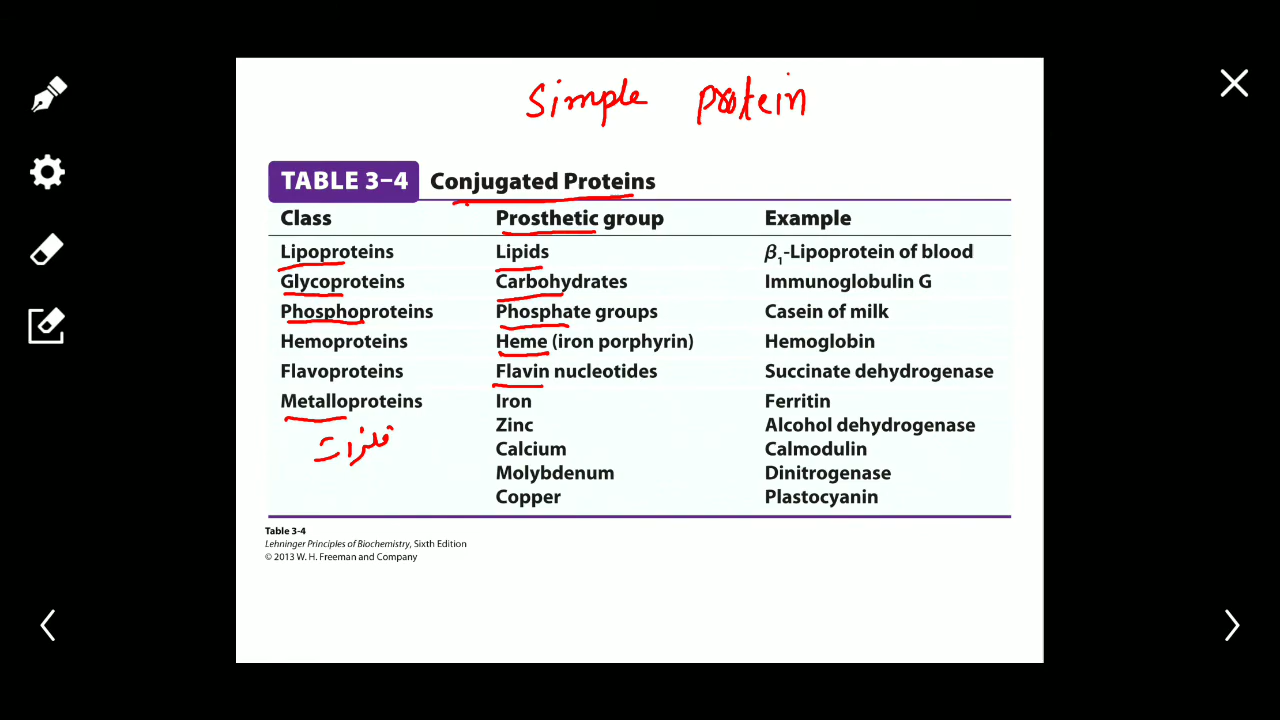 simple protein
TABLE 3–4 Conjugated Proteins
Class Prosthetic group Example
Lipoproteins Lipids β₁-Lipoprotein of blood
Glycoproteins Carbohydrates Immunoglobulin G
Phosphoproteins Phosphate groups Casein of milk
Hemoproteins Heme (iron porphyrin) Hemoglobin
Flavoproteins Flavin nucleotides Succinate dehydrogenase
Metalloproteins Iron Ferritin
Zinc Alcohol dehydrogenase
فلزات
Calcium Calmodulin
Molybdenum Dinitrogenase
Copper Plastocyanin
Table 3-4
Lehninger Principles of Biochemistry, Sixth Edition
© 2013 W. H. Freeman and Company